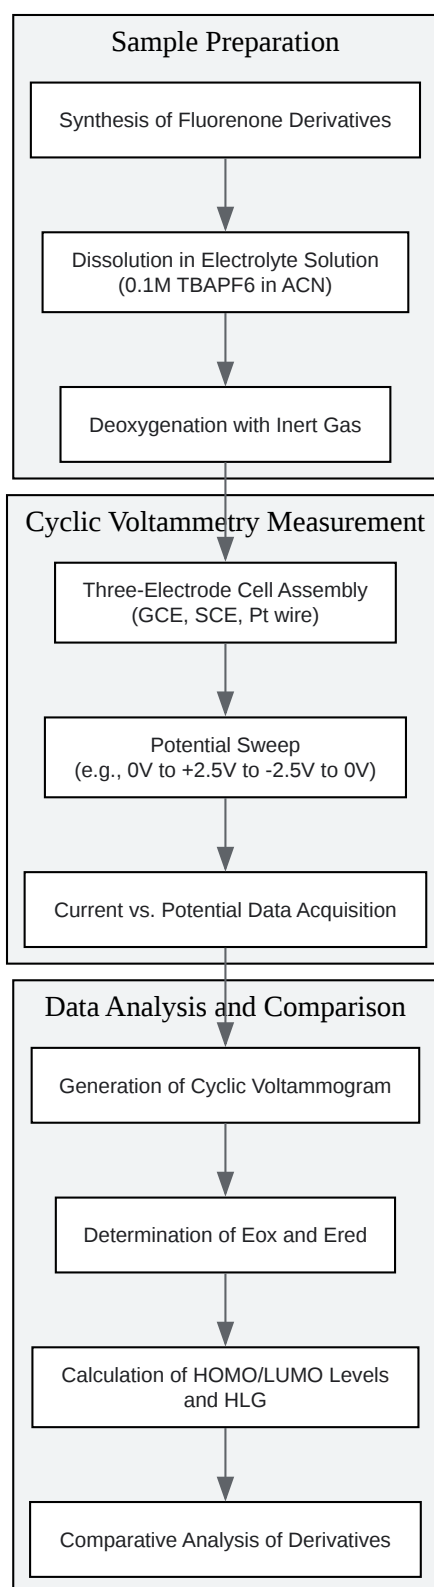 Sample Preparation
Synthesis of Fluorenone Derivatives
Dissolution in Electrolyte Solution
(0.1M TBAPF6 in ACN)
Deoxygenation with Inert Gas
Cyclic Voltammetry Measurement
Three-Electrode Cell Assembly
(GCE, SCE, Pt wire)
Potential Sweep
(e.g., 0V to +2.5V to -2.5V to 0V)
Current vs. Potential Data Acquisition
Data Analysis and Comparison
Generation of Cyclic Voltammogram
Determination of Eox and Ered
Calculation of HOMO/LUMO Levels
and HLG
Comparative Analysis of Derivatives